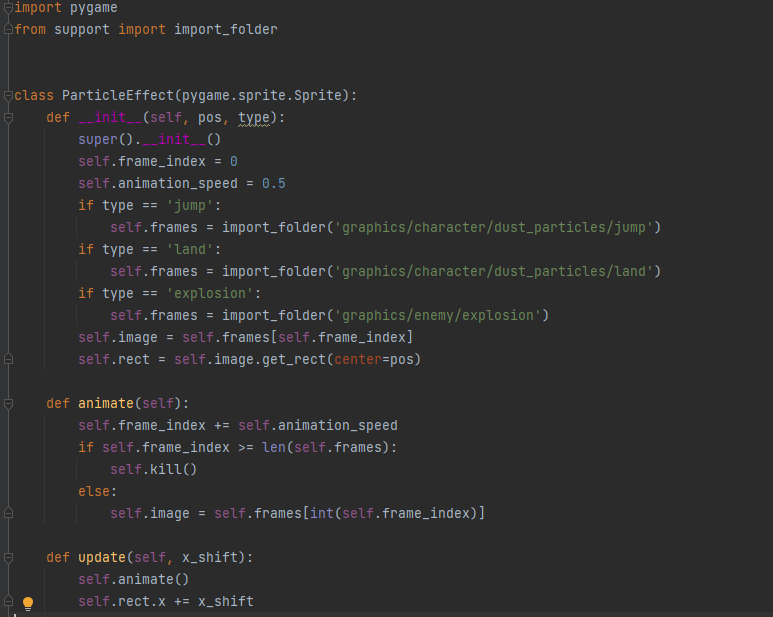 import pygame
from support import import_folder
class ParticleEffect(pygame.sprite.Sprite):
    def __init__(self, pos, type):
        super().__init__()
        self.frame_index = 0
        self.animation_speed = 0.5
        if type == 'jump':
            self.frames = import_folder('graphics/character/dust_particles/jump')
        if type == 'land':
            self.frames = import_folder('graphics/character/dust_particles/land')
        if type == 'explosion':
            self.frames = import_folder('graphics/enemy/explosion')
        self.image = self.frames[self.frame_index]
        self.rect = self.image.get_rect(center=pos)
    def animate(self):
        self.frame_index += self.animation_speed
        if self.frame_index >= len(self.frames):
            self.kill()
        else:
            self.image = self.frames[int(self.frame_index)]
    def update(self, x_shift):
        self.animate()
        self.rect.x += x_shift